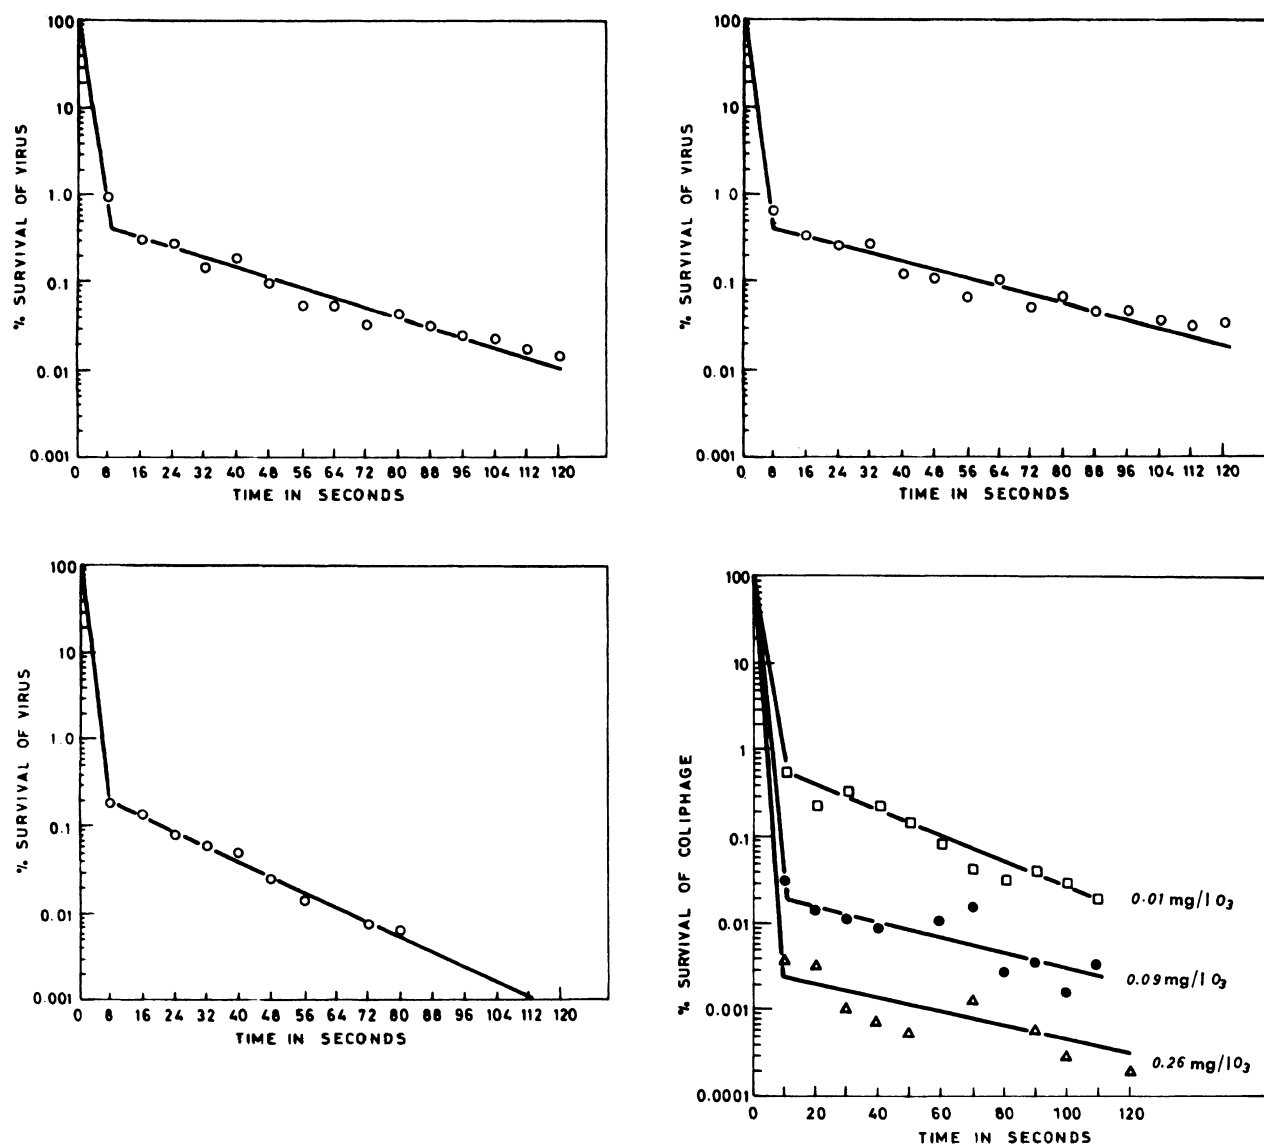 100
10
1.0
0.1
0.01
0.001
% SURVIVAL OF VIRUS
0 8 16 24 32 40 48 56 64 72 80 88 96 104 112 120
TIME IN SECONDS
100
10
1.0
0.1
0.01
0.001
% SURVIVAL OF VIRUS
0 8 16 24 32 40 48 56 64 72 80 88 96 104 112 120
TIME IN SECONDS
100
10
1.0
0.1
0.01
0.001
% SURVIVAL OF VIRUS
0 8 16 24 32 40 48 56 64 72 80 88 96 104 112 120
TIME IN SECONDS
100
10
1
0.1
0.01
0.001
0.0001
% SURVIVAL OF COLIPHAGE
0.01 mg/l O3
0.09 mg/l O3
0.26 mg/l O3
0 20 40 60 80 100 120
TIME IN SECONDS